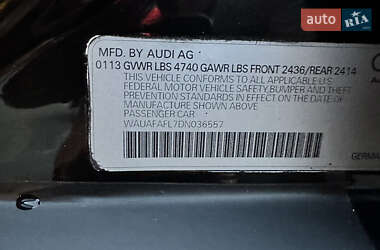 auto RIA.com
MFD. BY AUDI AG
0113 GVWR LBS 4740 GAWR LBS FRONT 2436/REAR 2414
THIS VEHICLE CONFORMS TO ALL APPLICABLE U.S.
FEDERAL MOTOR VEHICLE SAFETY, BUMPER AND THEFT
PREVENTION STANDARDS IN EFFECT ON THE DATE OF
MANUFACTURE SHOWN ABOVE
PASSENGER CAR
WAUAFAFL7DN036557
GERMAN